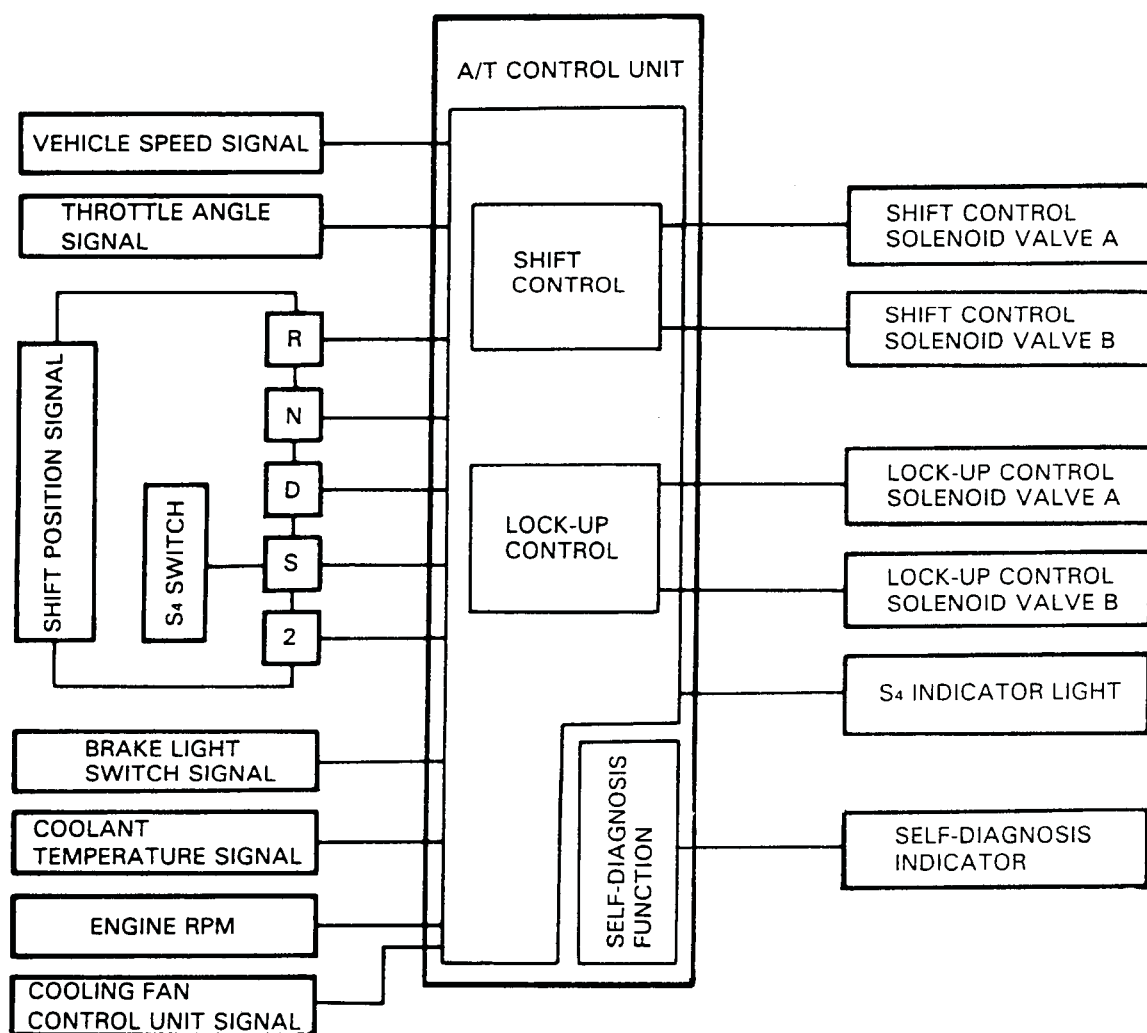 A/T CONTROL UNIT
VEHICLE SPEED SIGNAL
THROTTLE ANGLE
SIGNAL
SHIFT POSITION SIGNAL
S4 SWITCH
R
N
D
S
2
BRAKE LIGHT
SWITCH SIGNAL
COOLANT
TEMPERATURE SIGNAL
ENGINE RPM
COOLING FAN
CONTROL UNIT SIGNAL
SHIFT
CONTROL
LOCK-UP
CONTROL
SELF-DIAGNOSIS
FUNCTION
SHIFT CONTROL
SOLENOID VALVE A
SHIFT CONTROL
SOLENOID VALVE B
LOCK-UP CONTROL
SOLENOID VALVE A
LOCK-UP CONTROL
SOLENOID VALVE B
S4 INDICATOR LIGHT
SELF-DIAGNOSIS
INDICATOR